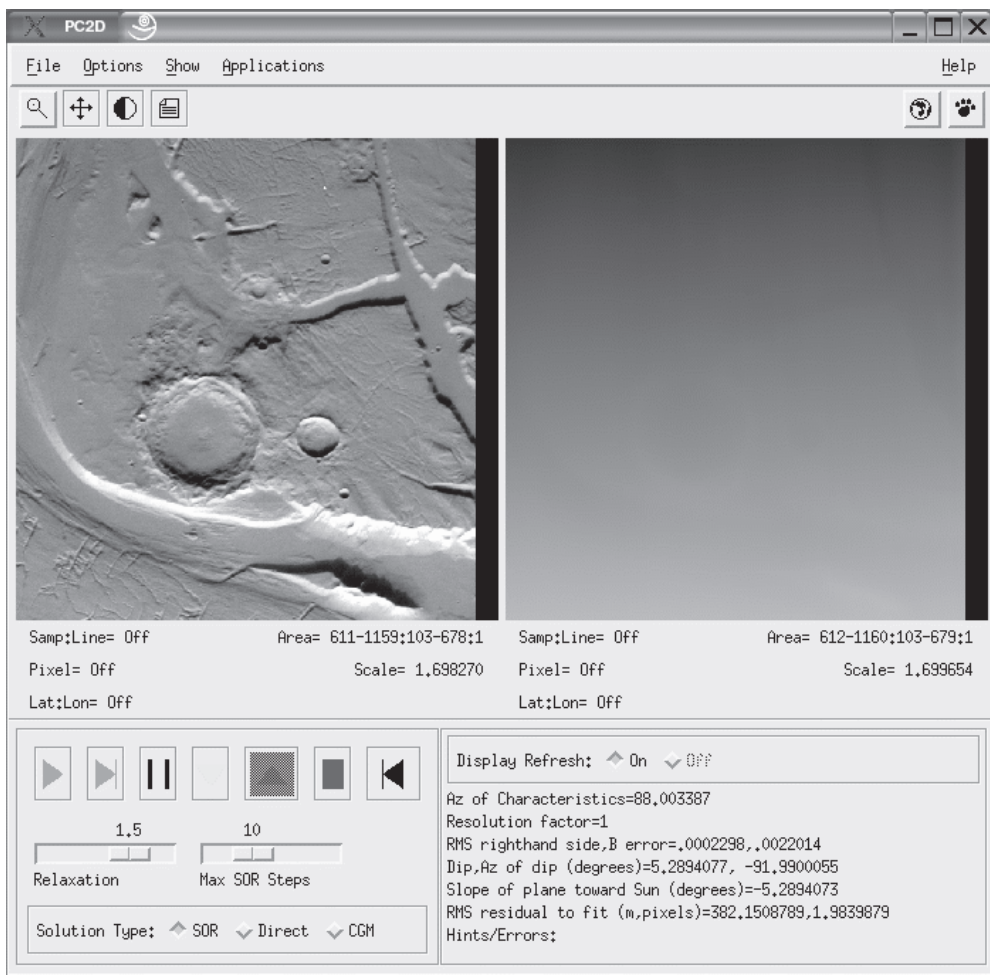 PC2D
File Options Show Applications Help
Samp:Line= Off Area= 611-1159:103-678:1
Pixel= Off Scale= 1.698270
Lat:Lon= Off
Samp:Line= Off Area= 612-1160:103-679:1
Pixel= Off Scale= 1.699654
Lat:Lon= Off
1.5 10
Relaxation Max SOR Steps
Solution Type: SOR Direct CGM
Display Refresh: On Off
Az of Characteristics=88.003387
Resolution factor=1
RMS righthand side,B error=.0002298,.0022014
Dip,Az of dip (degrees)=5.2894077, -91.9900055
Slope of plane toward Sun (degrees)=-5.2894073
RMS residual to fit (m,pixels)=382.1508789,1.9839879
Hints/Errors: